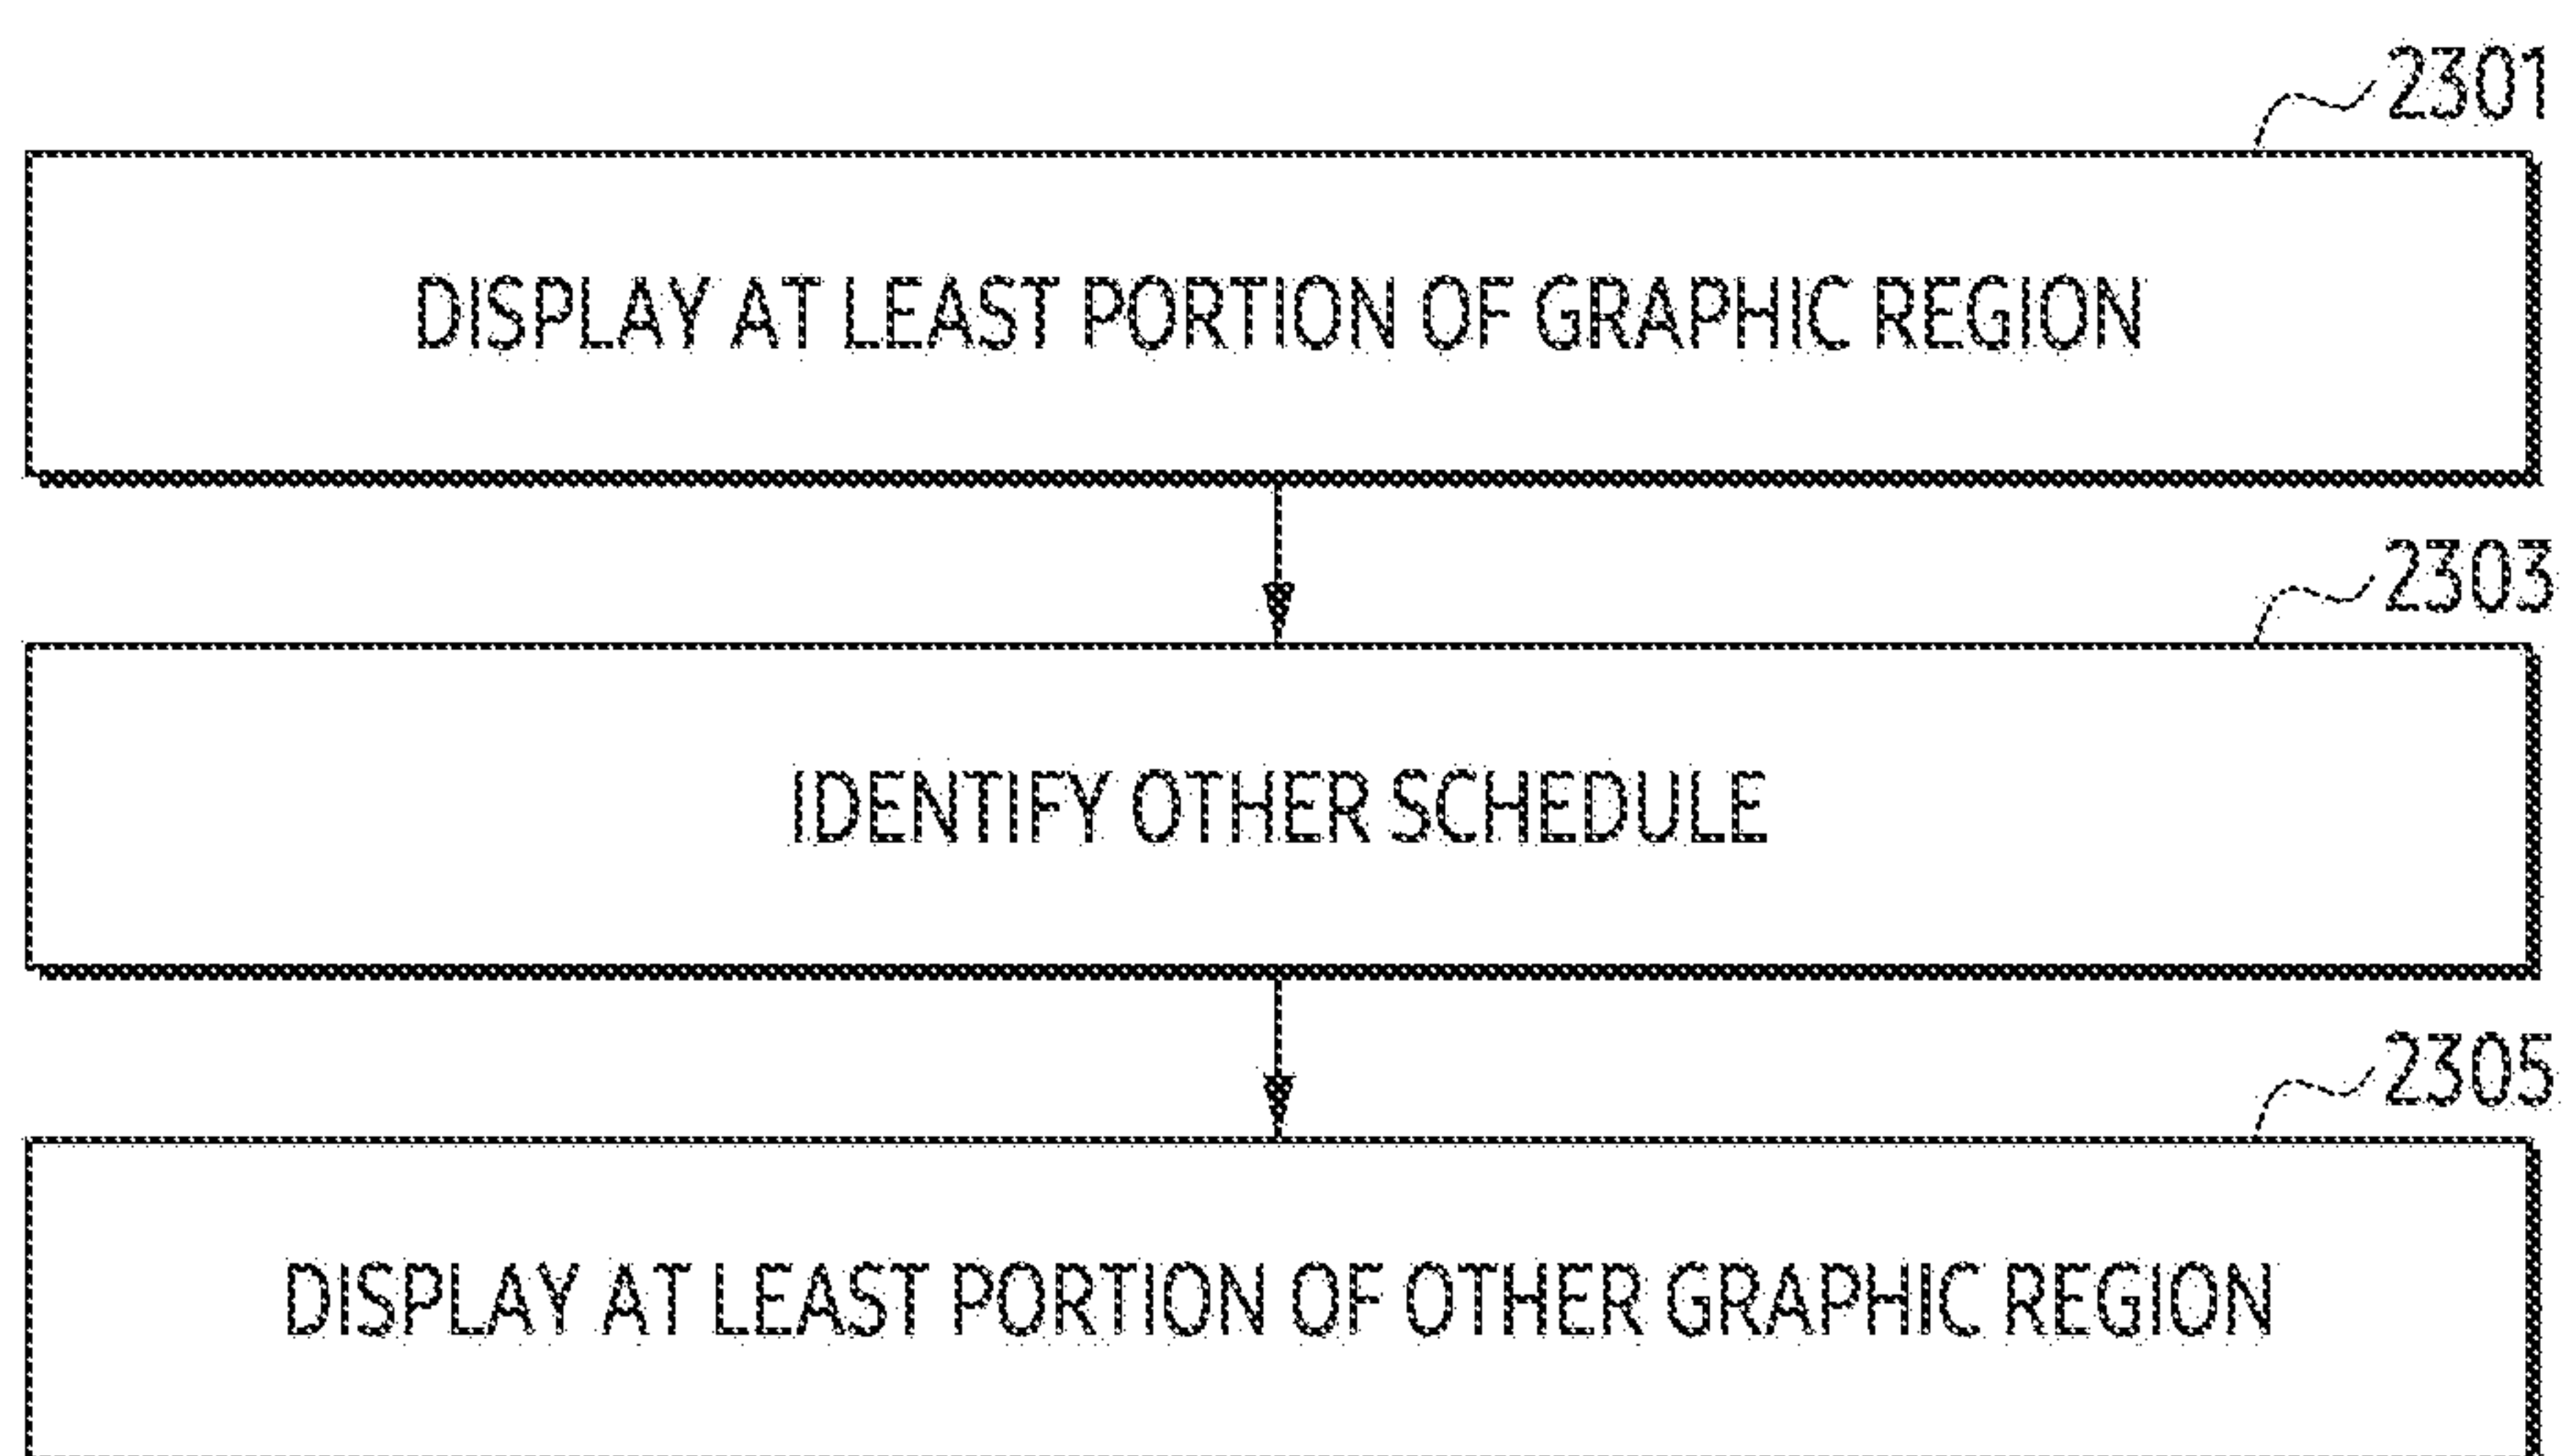 2301
DISPLAY AT LEAST PORTION OF GRAPHIC REGION
2303
IDENTIFY OTHER SCHEDULE
2305
DISPLAY AT LEAST PORTION OF OTHER GRAPHIC REGION